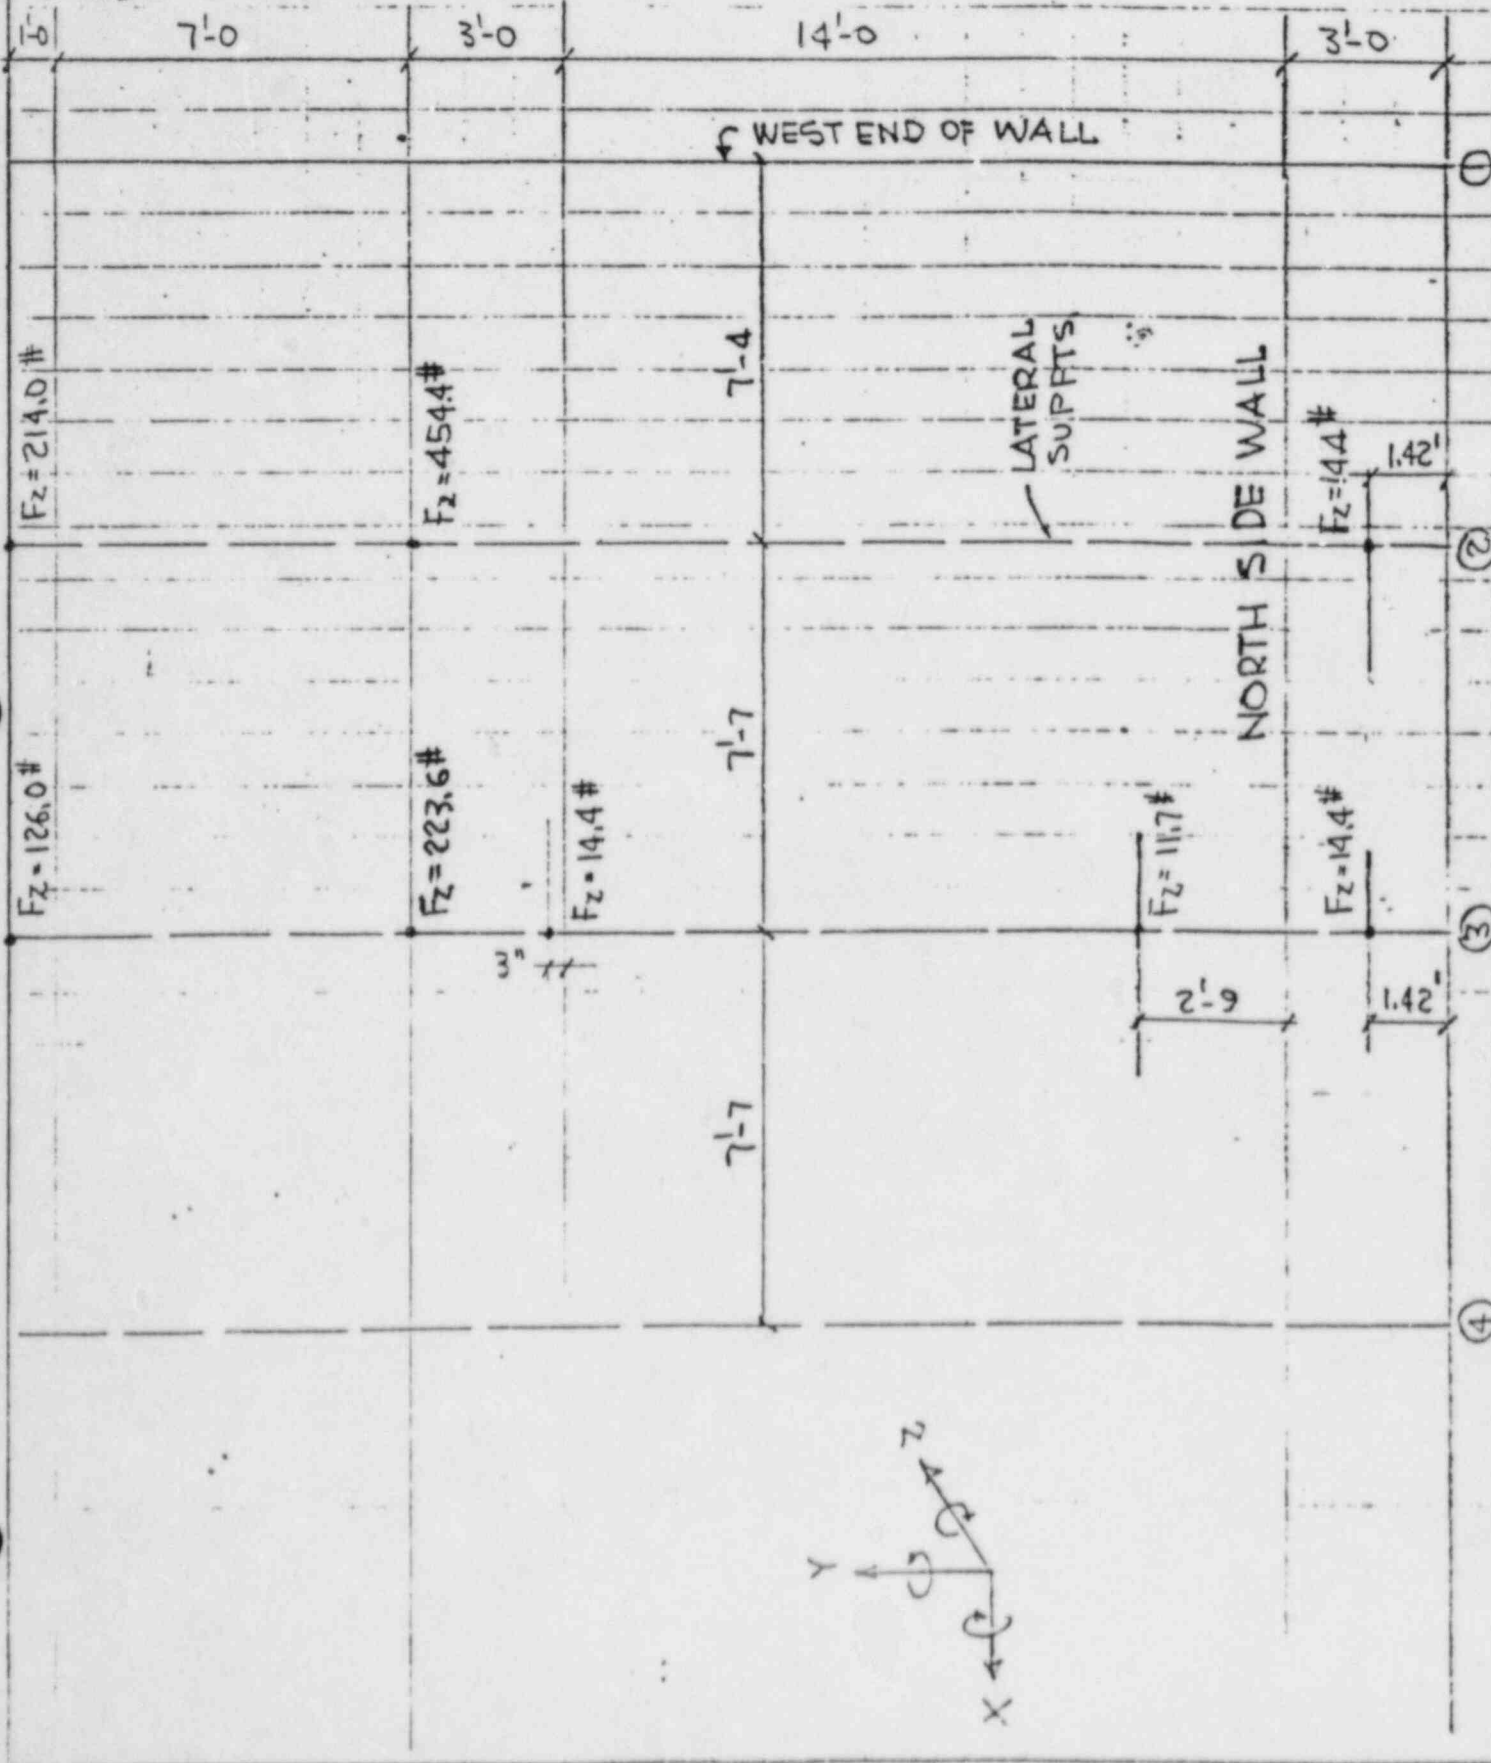 1'-0
7'-0
3'-0
14'-0
3'-0
WEST END OF WALL
①
Fz = 214.0 #
Fz = 454.4 #
7'-4
LATERAL
SUPPTS
NORTH SIDE WALL
Fz = 14.4 #
1.42'
②
Fz = 126.0 #
Fz = 223.6 #
Fz = 14.4 #
7'-7
Fz = 11.7 #
Fz = 14.4 #
③
3"
2'-9
1.42'
7'-7
④
Z
Y
X